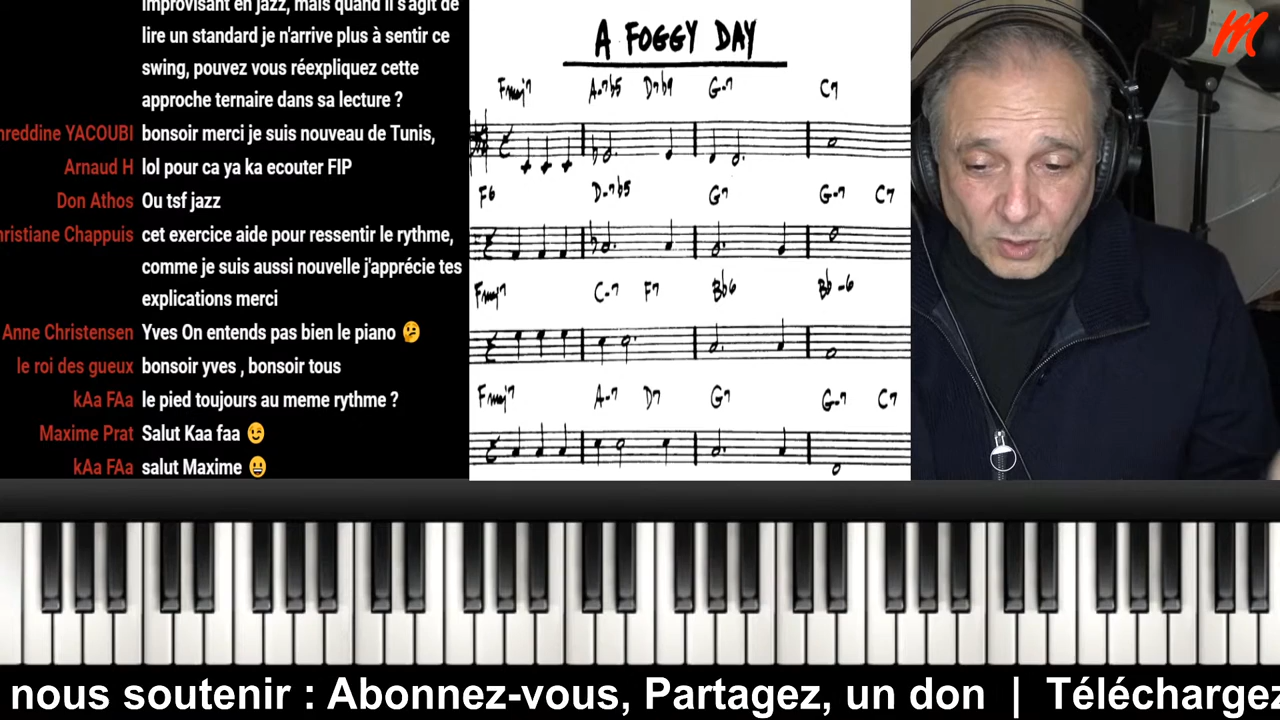 improvisant en jazz, mais quand il s'agit de
lire un standard je n'arrive plus à sentir ce
swing, pouvez vous réexpliquez cette
approche ternaire dans sa lecture ?
hreddine YACOUBI bonsoir merci je suis nouveau de Tunis,
Arnaud H lol pour ca ya ka ecouter FIP
Don Athos Ou tsf jazz
hristiane Chappuis cet exercice aide pour ressentir le rythme,
comme je suis aussi nouvelle j'apprécie tes
explications merci
Anne Christensen Yves On entends pas bien le piano 🤔
le roi des gueux bonsoir yves , bonsoir tous
kAa FAa le pied toujours au meme rythme ?
Maxime Prat Salut Kaa faa 😉
kAa FAa salut Maxime 😀
A FOGGY DAY
Fmaj7 A-7b5 D7b9 G-7 C7
F6 D-7b5 G7 G-7 C7
Fmaj7 C-7 F7 Bb6 Bb-6
Fmaj7 A-7 D7 G7 G-7 C7
M
nous soutenir : Abonnez-vous, Partagez, un don | Téléchargez